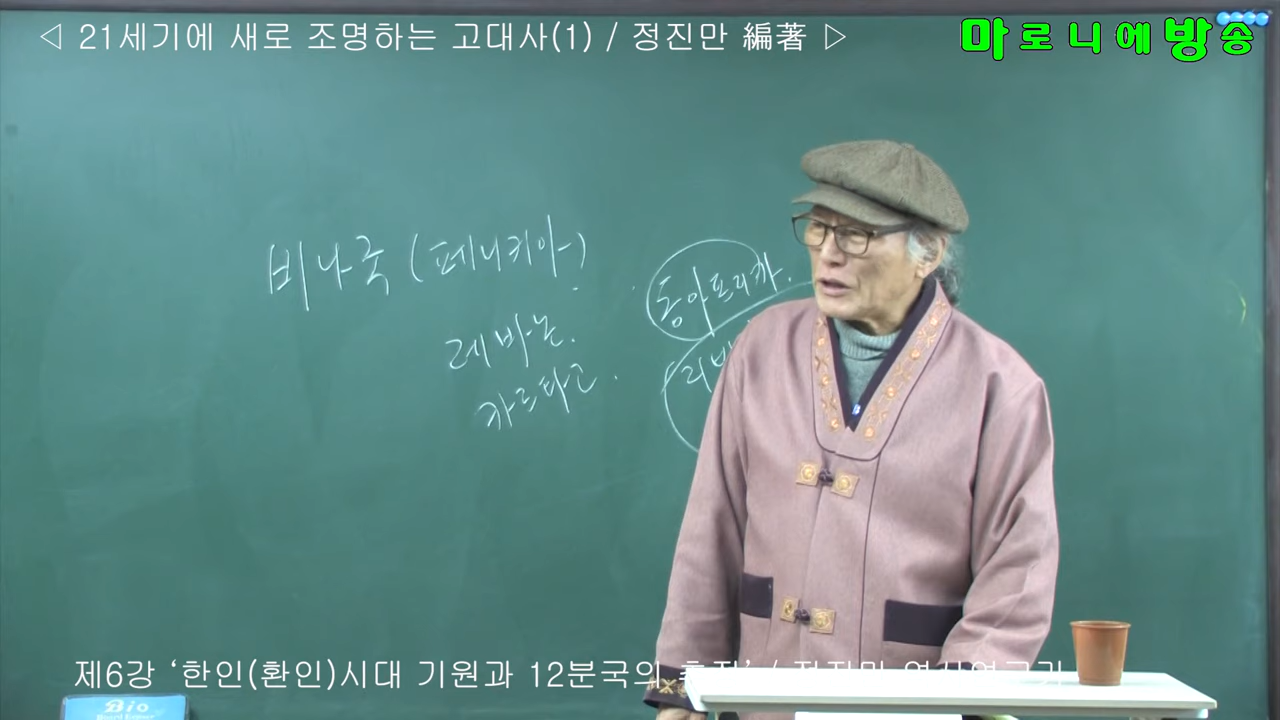 ◁ 21세기에 새로 조명하는 고대사(1) / 정진만 編著 ▷
마로니에방송
비나국 (페니키아)
동아프리카.
레바논.
카르타고.
제6강 ‘한인(환인)시대 기원과 12분국의
Bio
Board Eraser